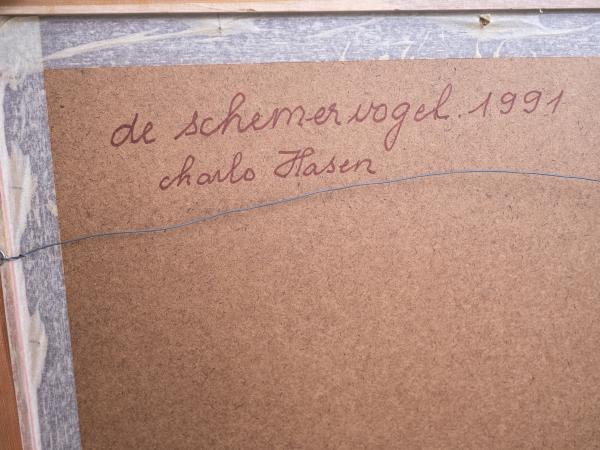 de schemervogel. 1991
charlo Hasen